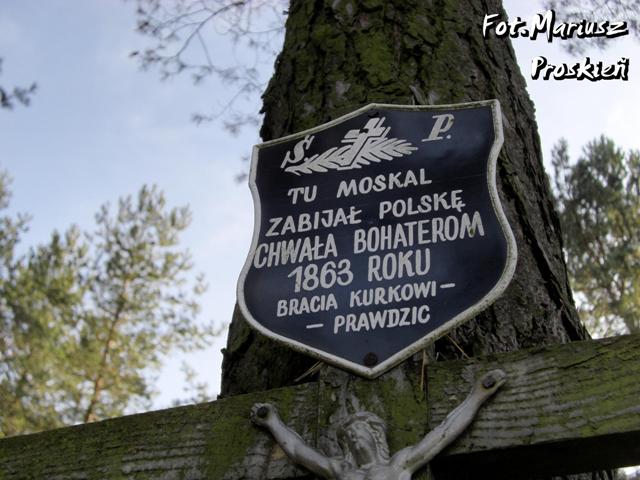 Fot.Mariusz
Proskień
Ś. P.
TU MOSKAL
ZABIJAŁ POLSKĘ
CHWAŁA BOHATEROM
1863 ROKU
BRACIA KURKOWI –
– PRAWDZIC